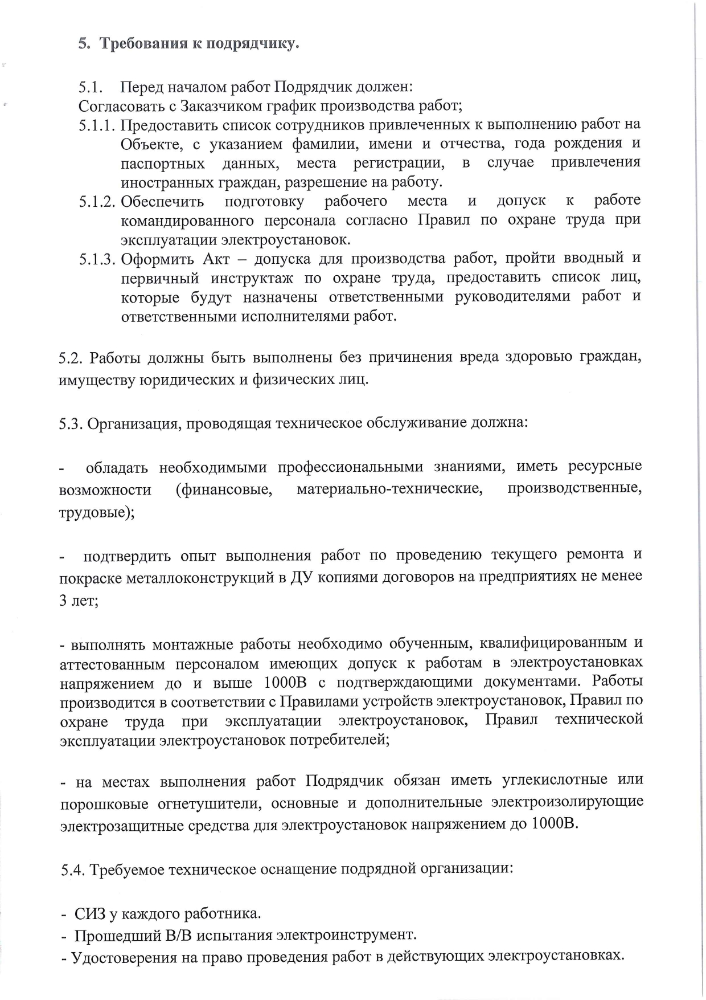 5. Требования к подрядчику.
5.1. Перед началом работ Подрядчик должен:
Согласовать с Заказчиком график производства работ;
5.1.1. Предоставить список сотрудников привлеченных к выполнению работ на
Объекте, с указанием фамилии, имени и отчества, года рождения и
паспортных данных, места регистрации, в случае привлечения
иностранных граждан, разрешение на работу.
5.1.2. Обеспечить подготовку рабочего места и допуск к работе
командированного персонала согласно Правил по охране труда при
эксплуатации электроустановок.
5.1.3. Оформить Акт – допуска для производства работ, пройти вводный и
первичный инструктаж по охране труда, предоставить список лиц,
которые будут назначены ответственными руководителями работ и
ответственными исполнителями работ.
5.2. Работы должны быть выполнены без причинения вреда здоровью граждан,
имуществу юридических и физических лиц.
5.3. Организация, проводящая техническое обслуживание должна:
- обладать необходимыми профессиональными знаниями, иметь ресурсные
возможности (финансовые, материально-технические, производственные,
трудовые);
- подтвердить опыт выполнения работ по проведению текущего ремонта и
покраске металлоконструкций в ДУ копиями договоров на предприятиях не менее
3 лет;
- выполнять монтажные работы необходимо обученным, квалифицированным и
аттестованным персоналом имеющих допуск к работам в электроустановках
напряжением до и выше 1000В с подтверждающими документами. Работы
производится в соответствии с Правилами устройств электроустановок, Правил по
охране труда при эксплуатации электроустановок, Правил технической
эксплуатации электроустановок потребителей;
- на местах выполнения работ Подрядчик обязан иметь углекислотные или
порошковые огнетушители, основные и дополнительные электроизолирующие
электрозащитные средства для электроустановок напряжением до 1000В.
5.4. Требуемое техническое оснащение подрядной организации:
- СИЗ у каждого работника.
- Прошедший В/В испытания электроинструмент.
- Удостоверения на право проведения работ в действующих электроустановках.